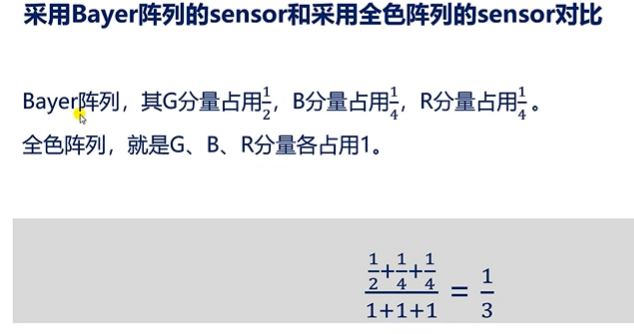 采用Bayer阵列的sensor和采用全色阵列的sensor对比
Bayer阵列，其G分量占用1/2，B分量占用1/4，R分量占用1/4。
全色阵列，就是G、B、R分量各占用1。
(1/2+1/4+1/4)/(1+1+1) = 1/3